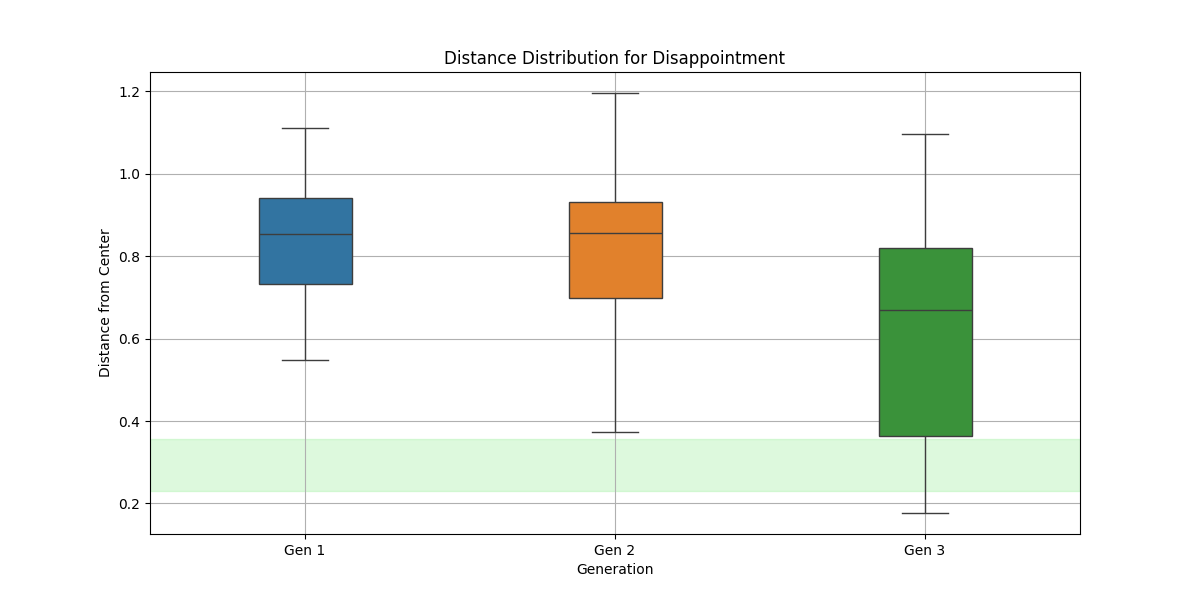 Distance Distribution for Disappointment
1.2
1.0
0.8
0.6
0.4
0.2
Distance from Center
Gen 1
Gen 2
Gen 3
Generation